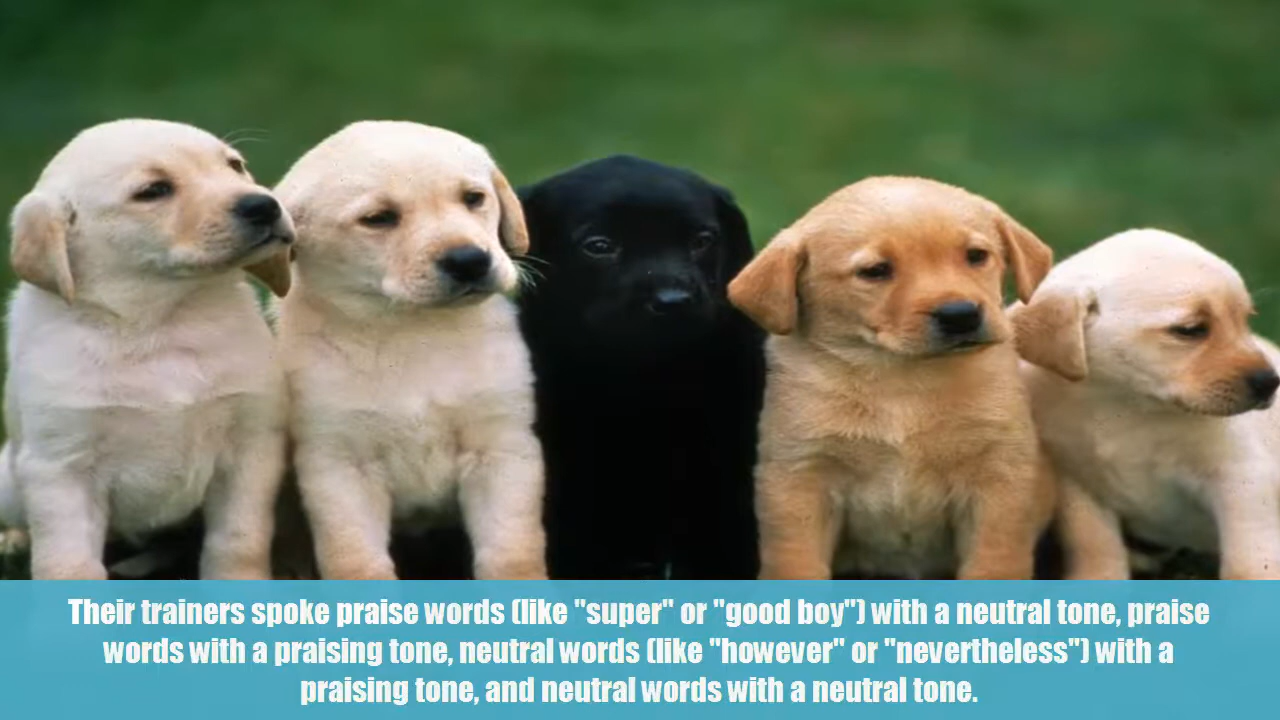 Their trainers spoke praise words (like "super" or "good boy") with a neutral tone, praise
words with a praising tone, neutral words (like "however" or "nevertheless") with a
praising tone, and neutral words with a neutral tone.